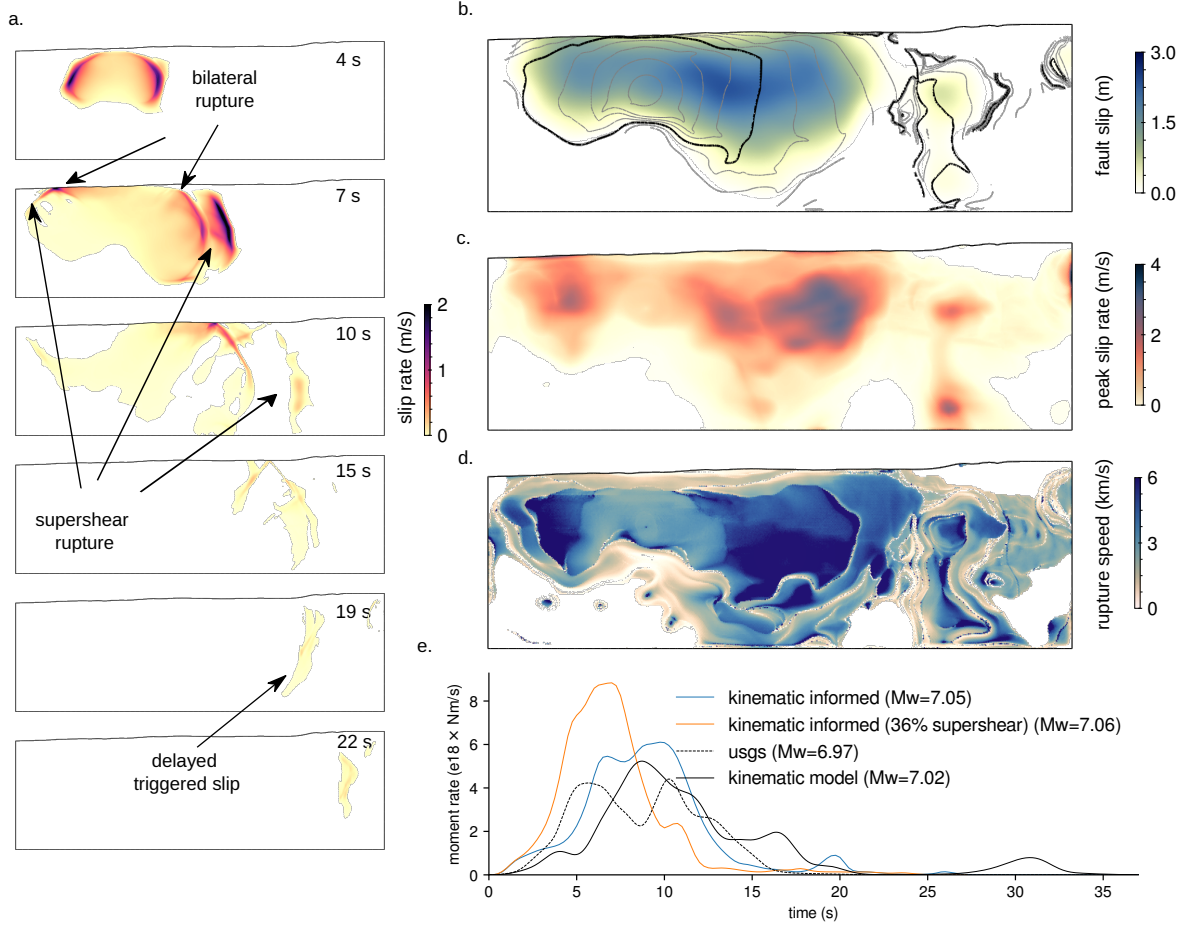 a.
4 s
bilateral
rupture
7 s
10 s
slip rate (m/s)
2
1
0
15 s
supershear
rupture
19 s
delayed
triggered slip
22 s
b.
fault slip (m)
3.0
1.5
0.0
c.
peak slip rate (m/s)
4
2
0
d.
rupture speed (km/s)
6
3
0
e.
moment rate (e18 × Nm/s)
8
6
4
2
0
kinematic informed (Mw=7.05)
kinematic informed (36% supershear) (Mw=7.06)
usgs (Mw=6.97)
kinematic model (Mw=7.02)
0 5 10 15 20 25 30 35
time (s)